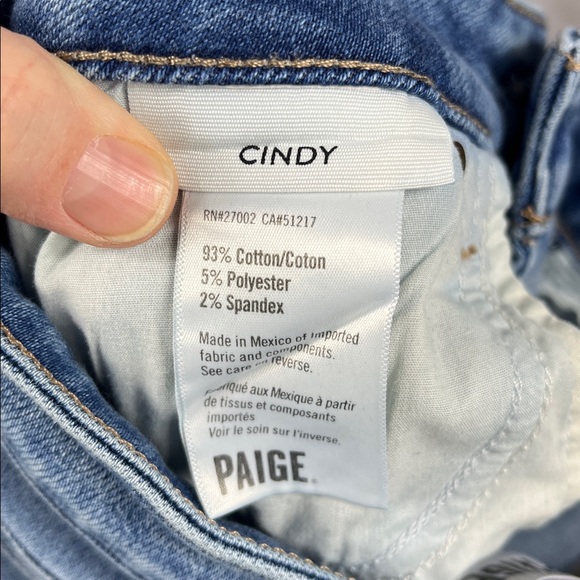 CINDY
RN#27002 CA#51217
93% Cotton/Coton
5% Polyester
2% Spandex
Made in Mexico of imported
fabric and components.
See care on reverse.
Fabriqué aux Mexique à partir
de tissus et composants
importés
Voir le soin sur l'inverse.
PAIGE